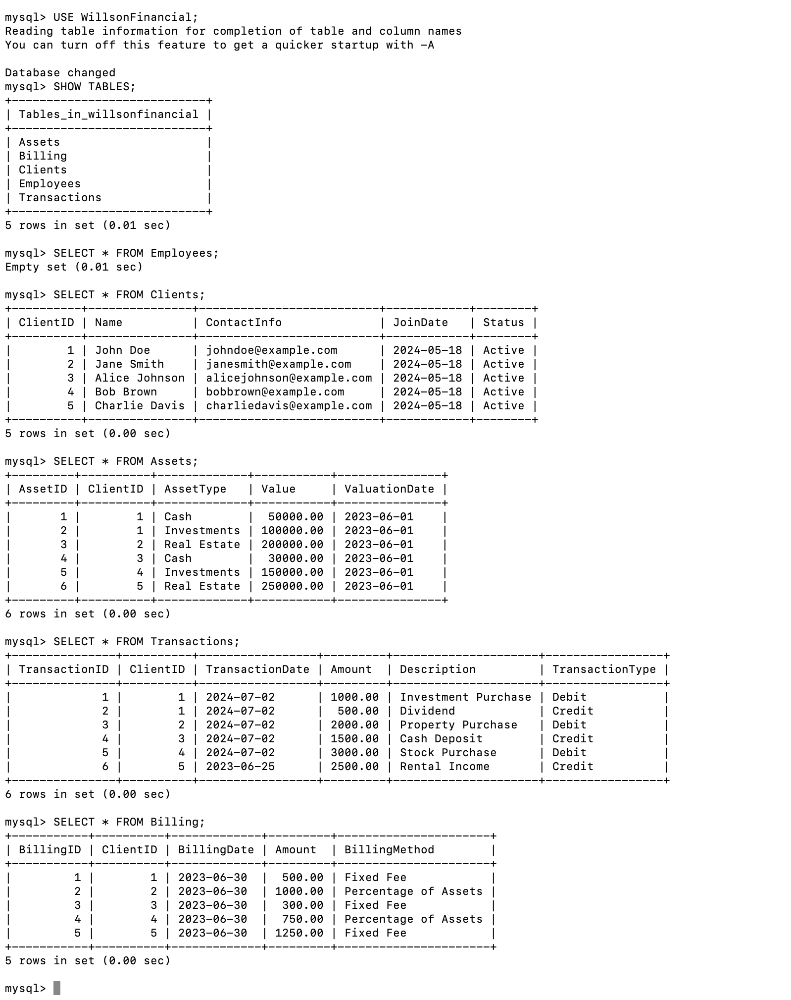 mysql> USE WillsonFinancial;
Reading table information for completion of table and column names
You can turn off this feature to get a quicker startup with -A

Database changed
mysql> SHOW TABLES;
+----------------------------+
| Tables_in_willsonfinancial |
+----------------------------+
| Assets                     |
| Billing                    |
| Clients                    |
| Employees                  |
| Transactions               |
+----------------------------+
5 rows in set (0.01 sec)

mysql> SELECT * FROM Employees;
Empty set (0.01 sec)

mysql> SELECT * FROM Clients;
+----------+---------------+--------------------------+------------+--------+
| ClientID | Name          | ContactInfo              | JoinDate   | Status |
+----------+---------------+--------------------------+------------+--------+
|        1 | John Doe      | johndoe@example.com      | 2024-05-18 | Active |
|        2 | Jane Smith    | janesmith@example.com    | 2024-05-18 | Active |
|        3 | Alice Johnson | alicejohnson@example.com | 2024-05-18 | Active |
|        4 | Bob Brown     | bobbrown@example.com     | 2024-05-18 | Active |
|        5 | Charlie Davis | charliedavis@example.com | 2024-05-18 | Active |
+----------+---------------+--------------------------+------------+--------+
5 rows in set (0.00 sec)

mysql> SELECT * FROM Assets;
+---------+----------+-------------+-----------+---------------+
| AssetID | ClientID | AssetType   | Value     | ValuationDate |
+---------+----------+-------------+-----------+---------------+
|       1 |        1 | Cash        |  50000.00 | 2023-06-01    |
|       2 |        1 | Investments | 100000.00 | 2023-06-01    |
|       3 |        2 | Real Estate | 200000.00 | 2023-06-01    |
|       4 |        3 | Cash        |  30000.00 | 2023-06-01    |
|       5 |        4 | Investments | 150000.00 | 2023-06-01    |
|       6 |        5 | Real Estate | 250000.00 | 2023-06-01    |
+---------+----------+-------------+-----------+---------------+
6 rows in set (0.00 sec)

mysql> SELECT * FROM Transactions;
+---------------+----------+-----------------+---------+---------------------+-----------------+
| TransactionID | ClientID | TransactionDate | Amount  | Description         | TransactionType |
+---------------+----------+-----------------+---------+---------------------+-----------------+
|             1 |        1 | 2024-07-02      | 1000.00 | Investment Purchase | Debit           |
|             2 |        1 | 2024-07-02      |  500.00 | Dividend            | Credit          |
|             3 |        2 | 2024-07-02      | 2000.00 | Property Purchase   | Debit           |
|             4 |        3 | 2024-07-02      | 1500.00 | Cash Deposit        | Credit          |
|             5 |        4 | 2024-07-02      | 3000.00 | Stock Purchase      | Debit           |
|             6 |        5 | 2023-06-25      | 2500.00 | Rental Income       | Credit          |
+---------------+----------+-----------------+---------+---------------------+-----------------+
6 rows in set (0.00 sec)

mysql> SELECT * FROM Billing;
+-----------+----------+-------------+---------+----------------------+
| BillingID | ClientID | BillingDate | Amount  | BillingMethod        |
+-----------+----------+-------------+---------+----------------------+
|         1 |        1 | 2023-06-30  |  500.00 | Fixed Fee            |
|         2 |        2 | 2023-06-30  | 1000.00 | Percentage of Assets |
|         3 |        3 | 2023-06-30  |  300.00 | Fixed Fee            |
|         4 |        4 | 2023-06-30  |  750.00 | Percentage of Assets |
|         5 |        5 | 2023-06-30  | 1250.00 | Fixed Fee            |
+-----------+----------+-------------+---------+----------------------+
5 rows in set (0.00 sec)

mysql>